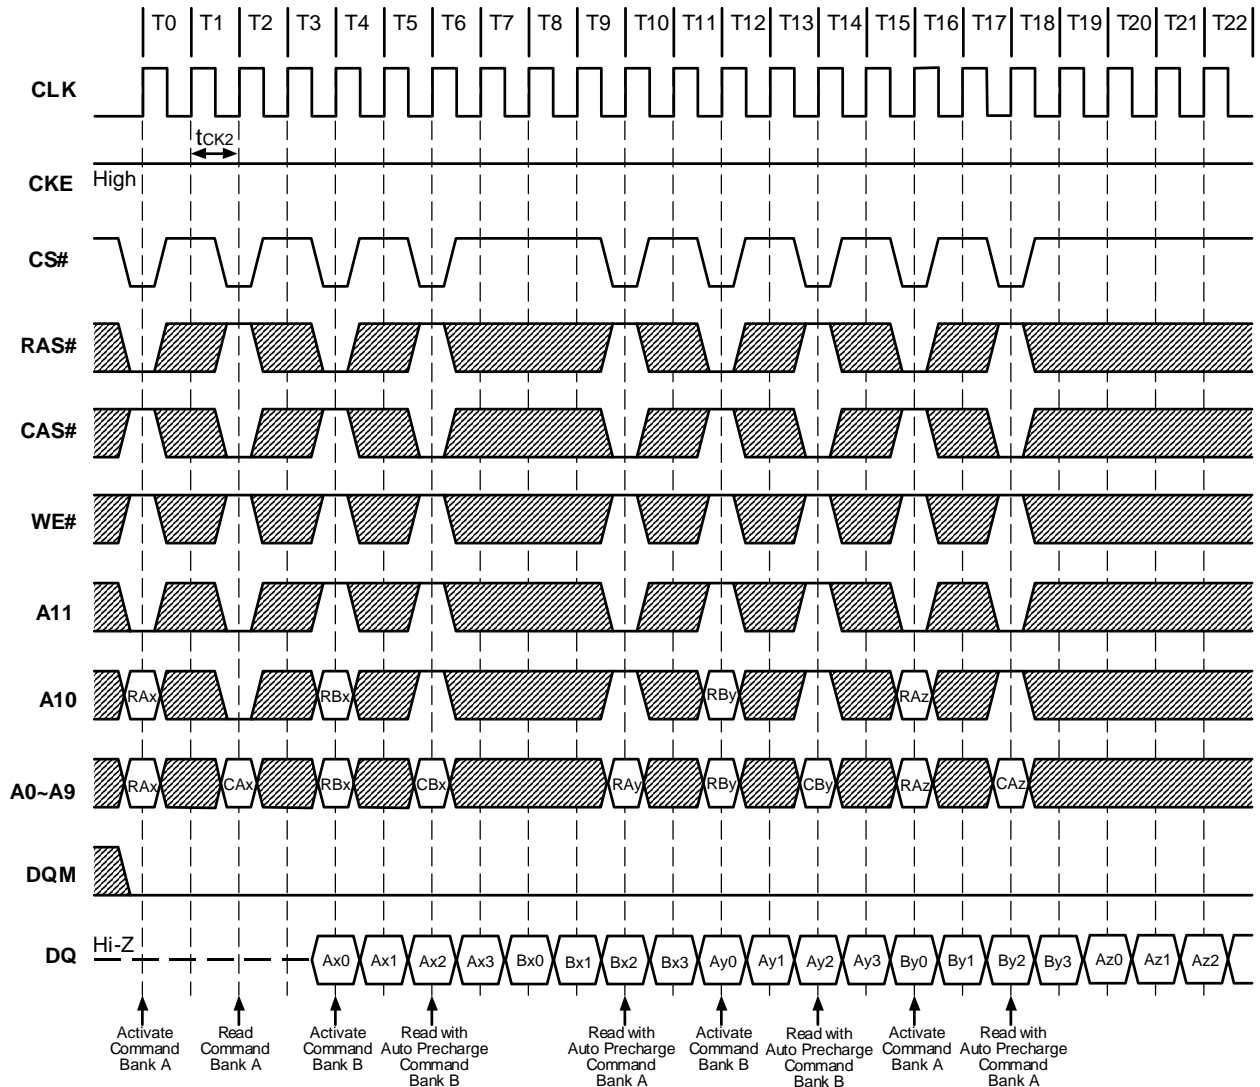 T0 T1 T2 T3 T4 T5 T6 T7 T8 T9 T10 T11 T12 T13 T14 T15 T16 T17 T18 T19 T20 T21 T22
CLK
tCK2
CKE High
CS#
RAS#
CAS#
WE#
A11
A10 RAx RBx RBy RAz
A0~A9 RAx CAx RBx CBx RAy RBy CBy RAz CAz
DQM
DQ Hi-Z Ax0 Ax1 Ax2 Ax3 Bx0 Bx1 Bx2 Bx3 Ay0 Ay1 Ay2 Ay3 By0 By1 By2 By3 Az0 Az1 Az2
Activate
Command
Bank A
Read
Command
Bank A
Activate
Command
Bank B
Read with
Auto Precharge
Command
Bank B
Read with
Auto Precharge
Command
Bank A
Activate
Command
Bank B
Read with
Auto Precharge
Command
Bank B
Activate
Command
Bank A
Read with
Auto Precharge
Command
Bank A